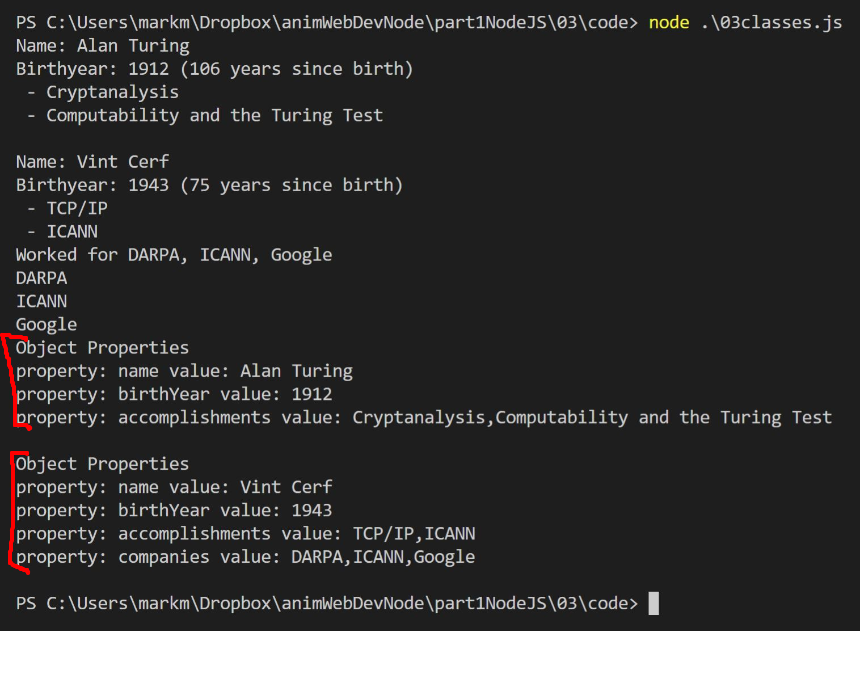 PS C:\Users\markm\Dropbox\animWebDevNode\part1NodeJS\03\code> node .\03classes.js
Name: Alan Turing
Birthyear: 1912 (106 years since birth)
 - Cryptanalysis
 - Computability and the Turing Test

Name: Vint Cerf
Birthyear: 1943 (75 years since birth)
 - TCP/IP
 - ICANN
Worked for DARPA, ICANN, Google
DARPA
ICANN
Google
Object Properties
property: name value: Alan Turing
property: birthYear value: 1912
property: accomplishments value: Cryptanalysis,Computability and the Turing Test

Object Properties
property: name value: Vint Cerf
property: birthYear value: 1943
property: accomplishments value: TCP/IP,ICANN
property: companies value: DARPA,ICANN,Google

PS C:\Users\markm\Dropbox\animWebDevNode\part1NodeJS\03\code>